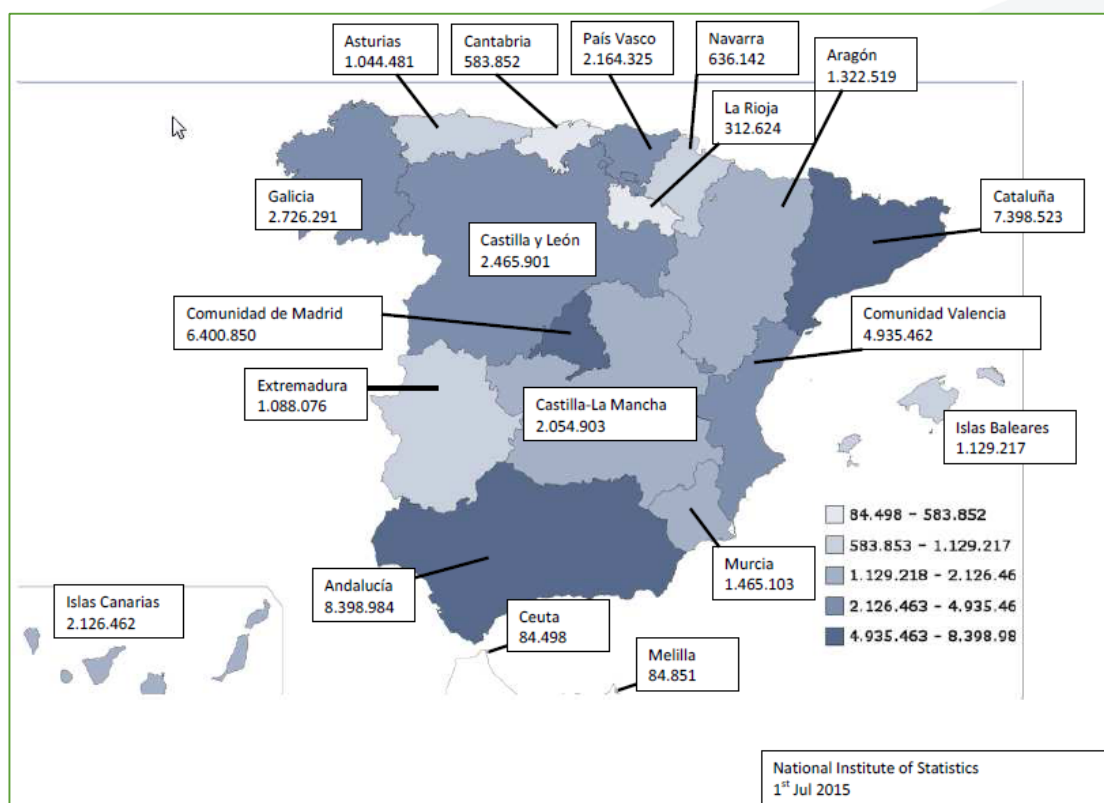 Asturias
1.044.481
Cantabria
583.852
País Vasco
2.164.325
Navarra
636.142
Aragón
1.322.519
La Rioja
312.624
Galicia
2.726.291
Cataluña
7.398.523
Castilla y León
2.465.901
Comunidad de Madrid
6.400.850
Comunidad Valencia
4.935.462
Extremadura
1.088.076
Castilla-La Mancha
2.054.903
Islas Baleares
1.129.217
84.498 - 583.852
583.853 - 1.129.217
1.129.218 - 2.126.46
2.126.463 - 4.935.46
4.935.463 - 8.398.98
Murcia
1.465.103
Andalucía
8.398.984
Islas Canarias
2.126.462
Ceuta
84.498
Melilla
84.851
National Institute of Statistics
1st Jul 2015